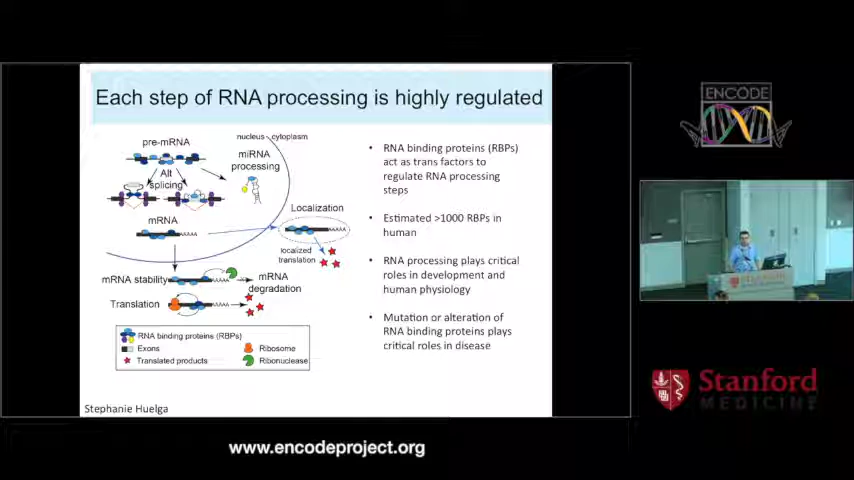 Each step of RNA processing is highly regulated
nucleus
cytoplasm
pre-mRNA
miRNA
processing
Alt
splicing
mRNA
AAAAA
Localization
AAAAA
localized
translation
mRNA stability
AAAAA
mRNA
degradation
Translation
AAAAA
RNA binding proteins (RBPs)
Exons
Translated products
Ribosome
Ribonuclease
• RNA binding proteins (RBPs)
act as trans factors to
regulate RNA processing
steps
• Estimated >1000 RBPs in
human
• RNA processing plays critical
roles in development and
human physiology
• Mutation or alteration of
RNA binding proteins plays
critical roles in disease
Stephanie Huelga
ENCODE
Stanford
MEDICINE
www.encodeproject.org